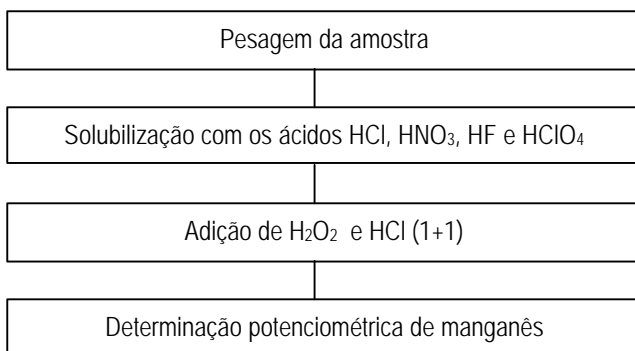 Pesagem da amostra
Solubilização com os ácidos HCl, HNO₃, HF e HClO₄
Adição de H₂O₂ e HCl (1+1)
Determinação potenciométrica de manganês